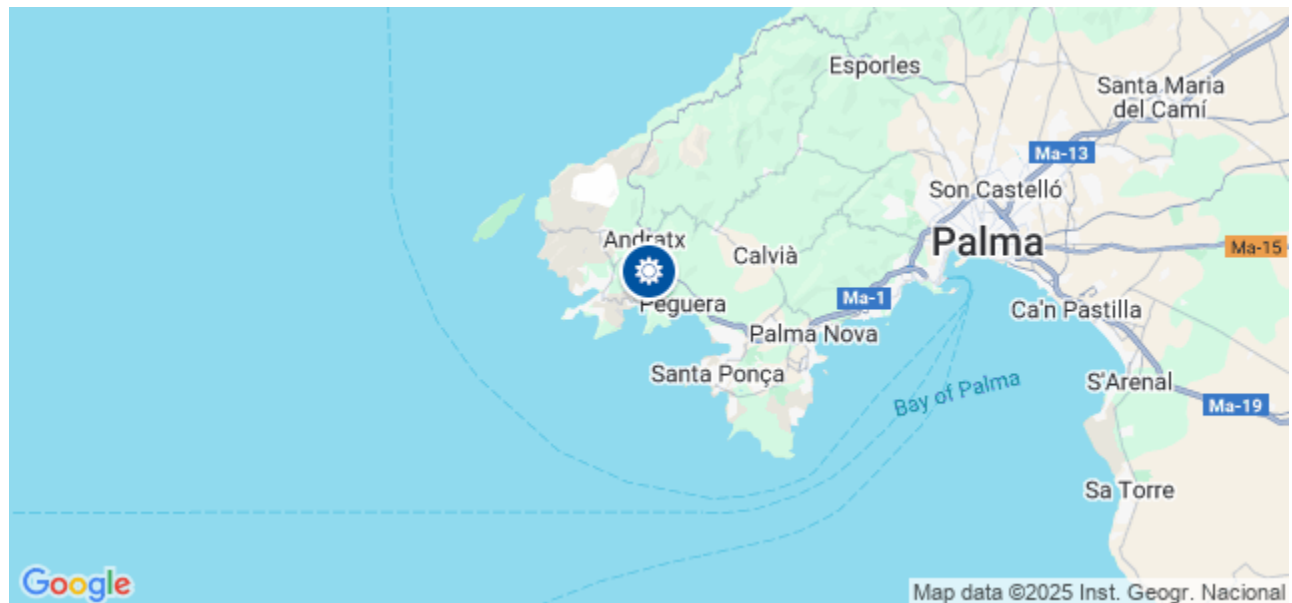 Esporles
Santa Maria
del Camí
Ma-13
Son Castelló
Andratx
Calvià
Palma
Ma-15
Peguera
Ma-1
Ca'n Pastilla
Palma Nova
Santa Ponça
S'Arenal
Bay of Palma
Ma-19
Sa Torre
Google
Map data ©2025 Inst. Geogr. Nacional